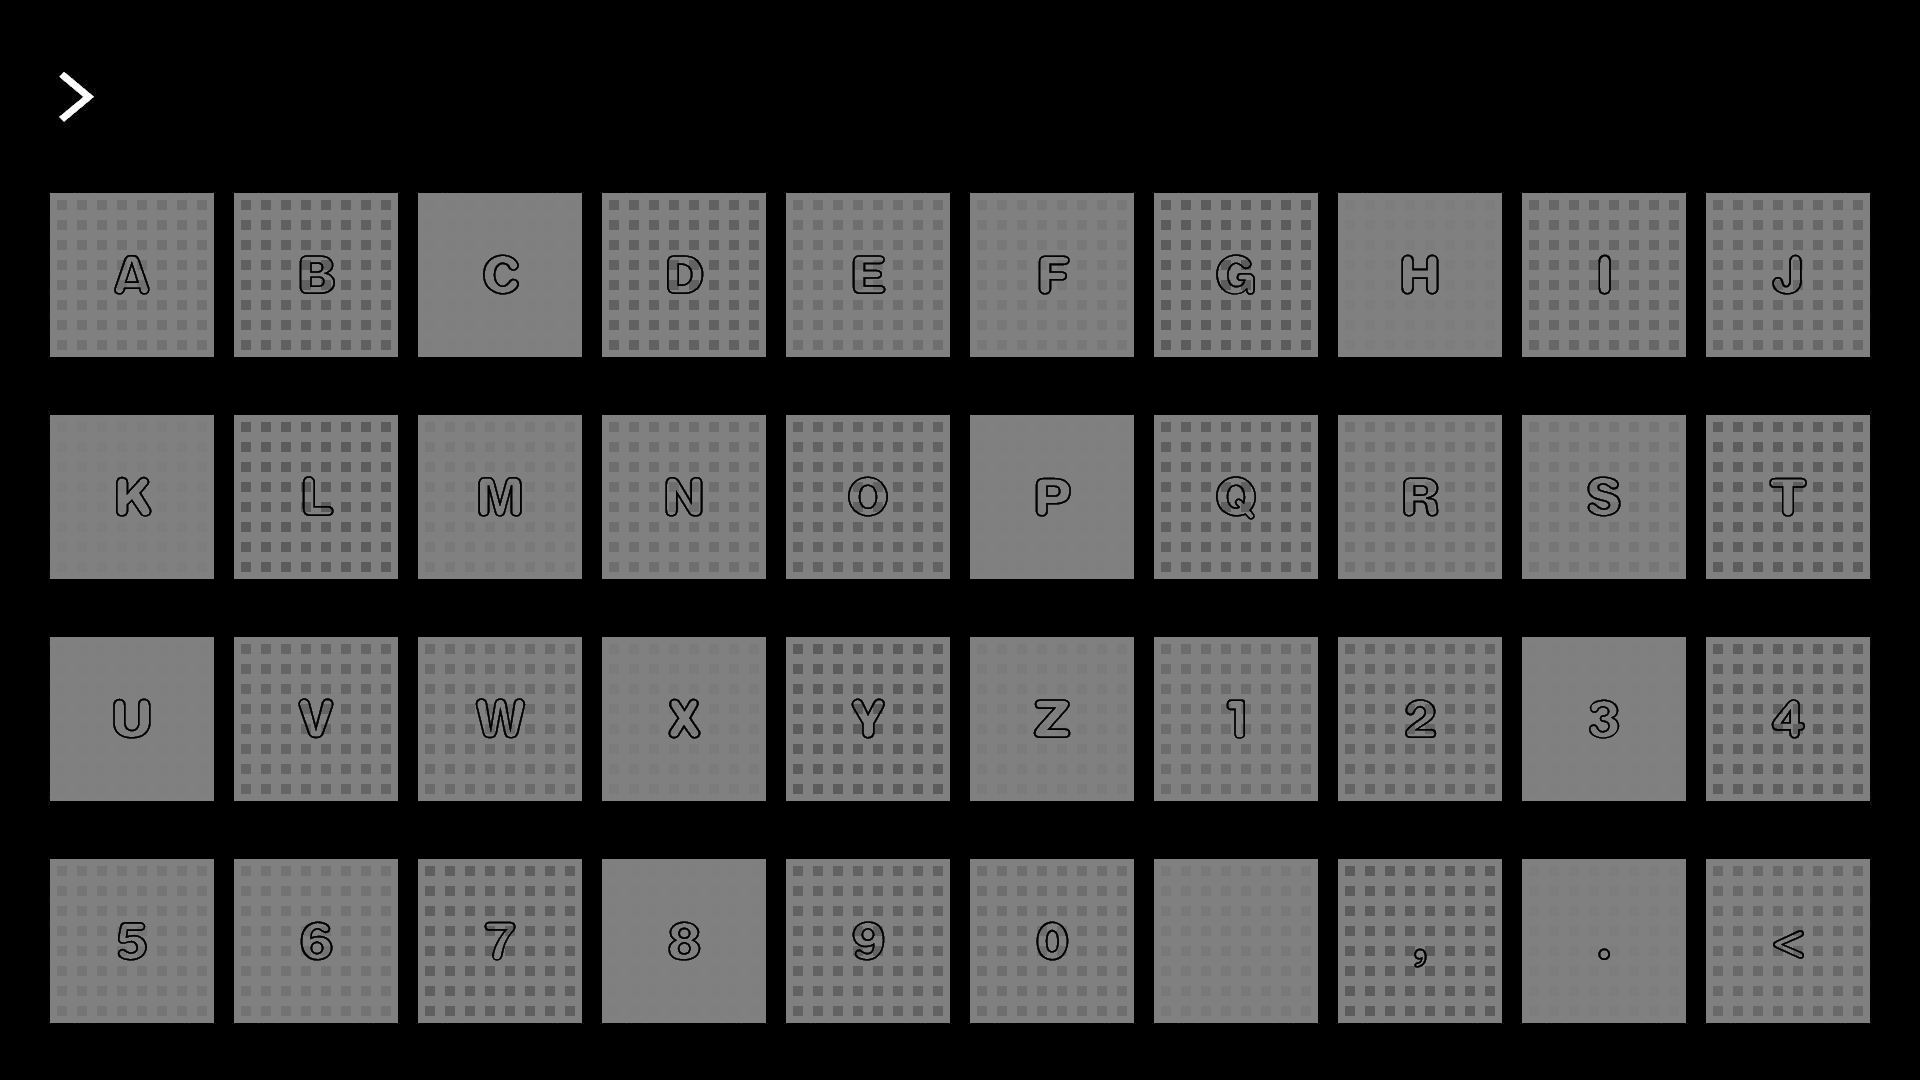 >
A B C D E F G H I J
K L M N O P Q R S T
U V W X Y Z 1 2 3 4
5 6 7 8 9 0 , . <